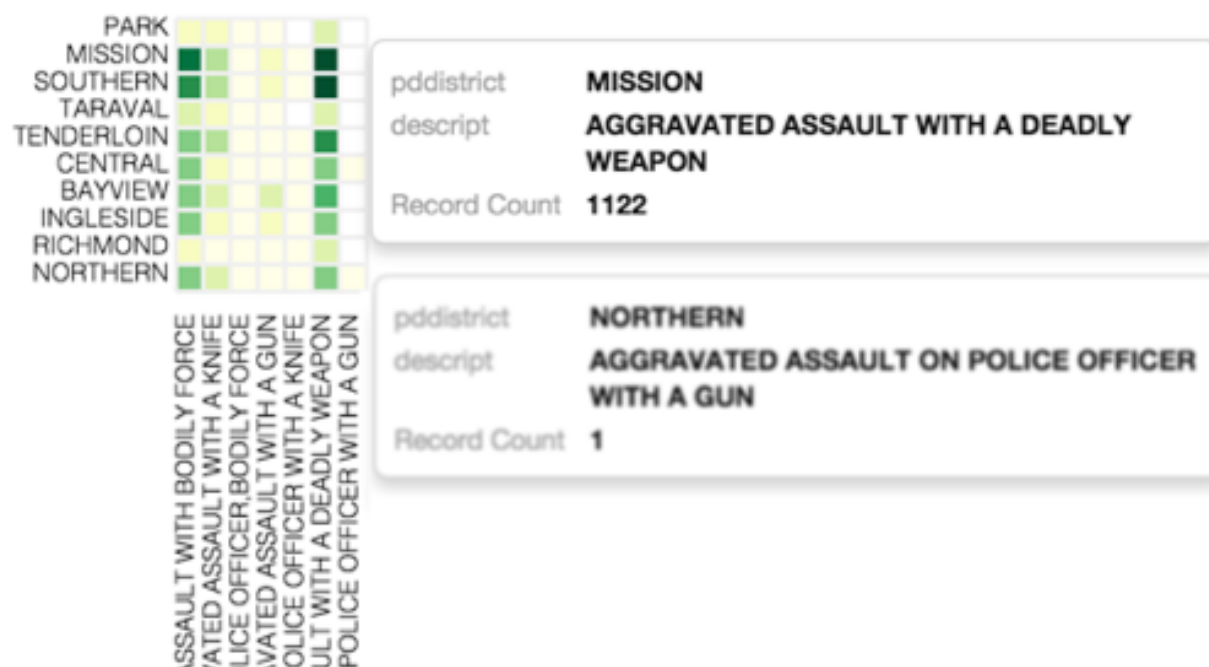 PARK
MISSION
SOUTHERN
TARAVAL
TENDERLOIN
CENTRAL
BAYVIEW
INGLESIDE
RICHMOND
NORTHERN
ASSAULT WITH BODILY FORCE
VATED ASSAULT WITH A KNIFE
LICE OFFICER,BODILY FORCE
VATED ASSAULT WITH A GUN
OLICE OFFICER WITH A KNIFE
ULT WITH A DEADLY WEAPON
POLICE OFFICER WITH A GUN
pddistrict MISSION
descript AGGRAVATED ASSAULT WITH A DEADLY
WEAPON
Record Count 1122
pddistrict NORTHERN
descript AGGRAVATED ASSAULT ON POLICE OFFICER
WITH A GUN
Record Count 1